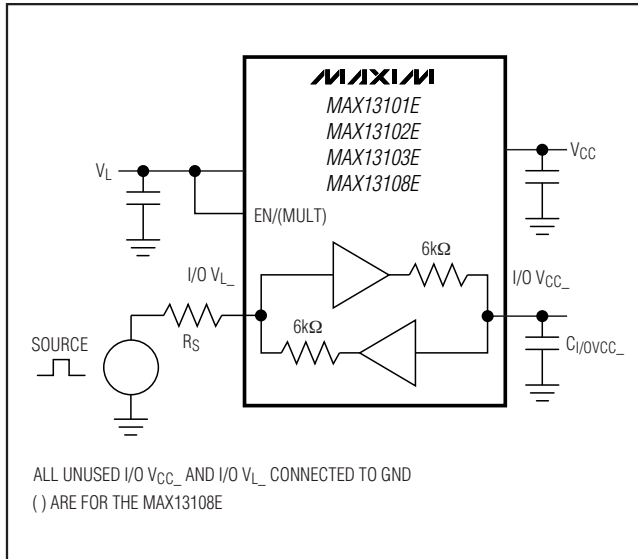 MAXIM
MAX13101E
MAX13102E
MAX13103E
MAX13108E
VL
VCC
EN/(MULT)
6kΩ
I/O VL_
I/O VCC_
RS
6kΩ
SOURCE
CI/OVCC_
ALL UNUSED I/O VCC_ AND I/O VL_ CONNECTED TO GND
( ) ARE FOR THE MAX13108E